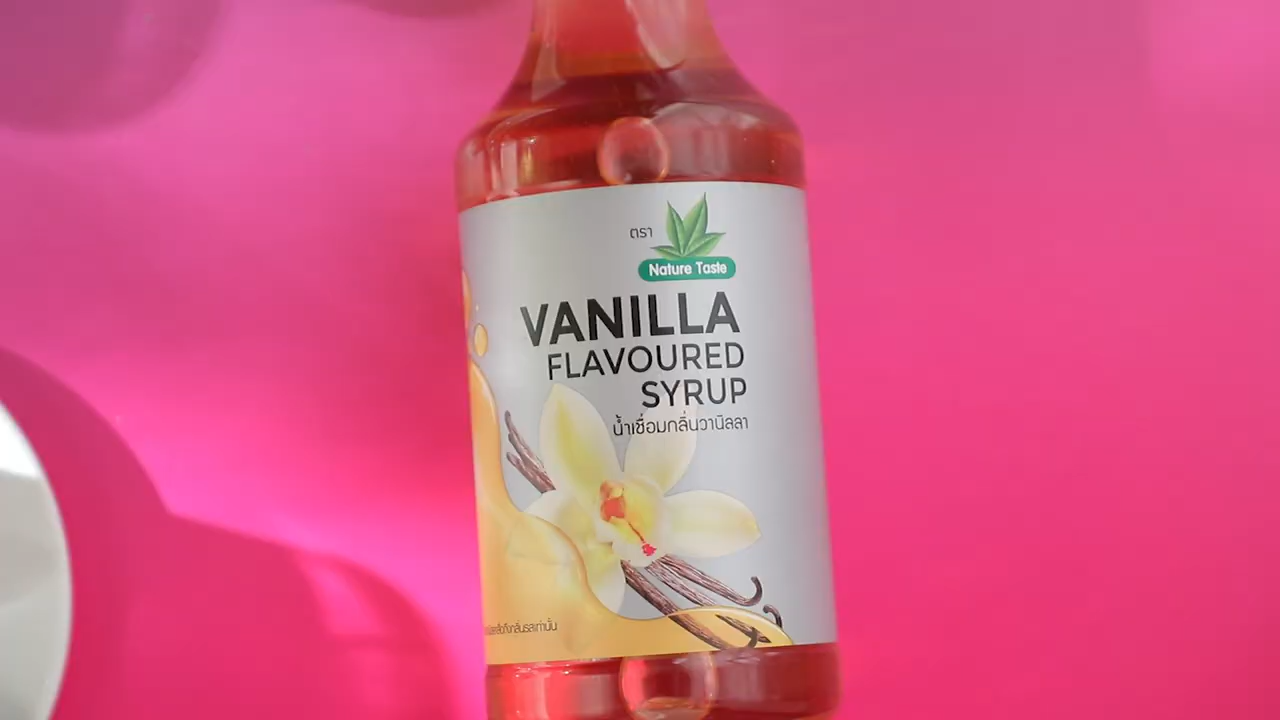 ตรา
Nature Taste
VANILLA
FLAVOURED
SYRUP
น้ำเชื่อมกลิ่นวานิลลา